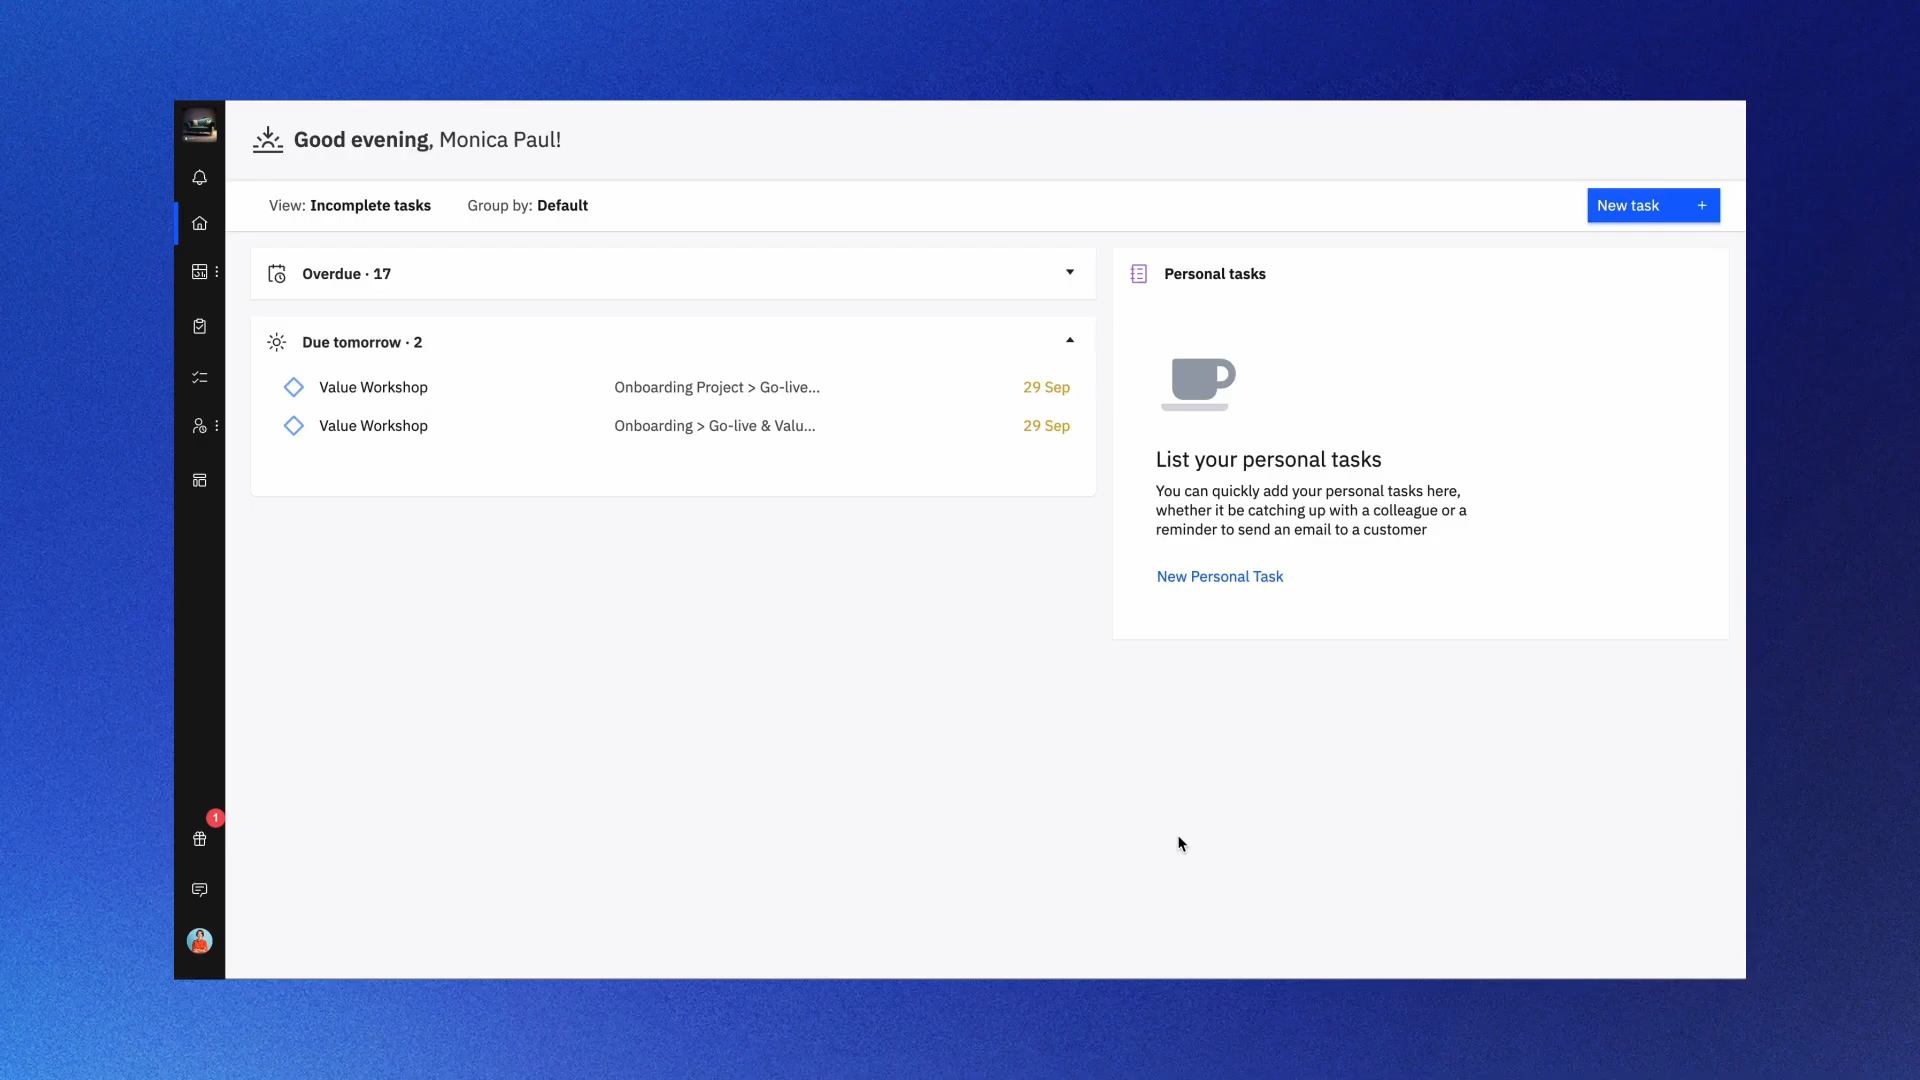 Good evening, Monica Paul!
View: Incomplete tasks
Group by: Default
New task +
Overdue · 17
Due tomorrow · 2
Value Workshop
Onboarding Project > Go-live...
29 Sep
Value Workshop
Onboarding > Go-live & Valu...
29 Sep
Personal tasks
List your personal tasks
You can quickly add your personal tasks here,
whether it be catching up with a colleague or a
reminder to send an email to a customer
New Personal Task
1